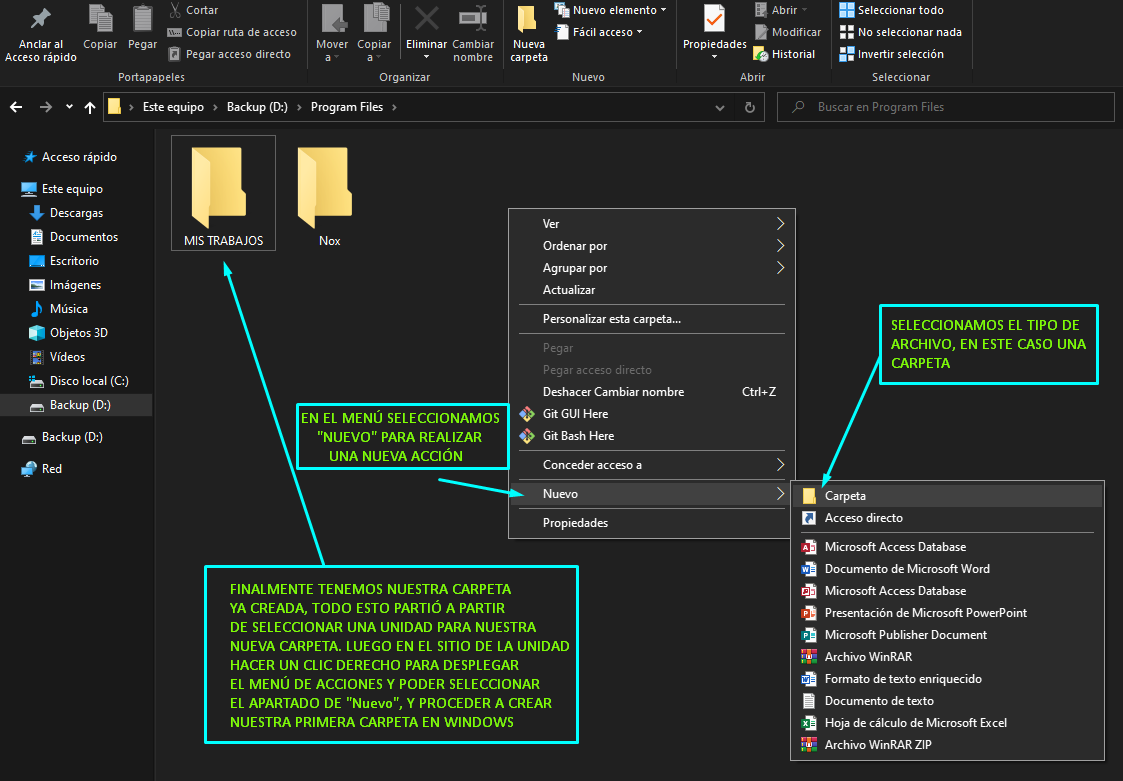 Anclar al
Acceso rápido
Copiar
Pegar
Cortar
Copiar ruta de acceso
Pegar acceso directo
Portapapeles
Mover
a
Copiar
a
Eliminar
Cambiar
nombre
Organizar
Nueva
carpeta
Nuevo elemento
Fácil acceso
Nuevo
Propiedades
Abrir
Modificar
Historial
Abrir
Seleccionar todo
No seleccionar nada
Invertir selección
Seleccionar
Este equipo > Backup (D:) > Program Files >
Buscar en Program Files
Acceso rápido
Este equipo
Descargas
Documentos
Escritorio
Imágenes
Música
Objetos 3D
Vídeos
Disco local (C:)
Backup (D:)
Backup (D:)
Red
MIS TRABAJOS
Nox
Ver
Ordenar por
Agrupar por
Actualizar
Personalizar esta carpeta...
Pegar
Pegar acceso directo
Deshacer Cambiar nombre Ctrl+Z
Git GUI Here
Git Bash Here
Conceder acceso a
Nuevo
Propiedades
SELECCIONAMOS EL TIPO DE
ARCHIVO, EN ESTE CASO UNA
CARPETA
EN EL MENÚ SELECCIONAMOS
"NUEVO" PARA REALIZAR
UNA NUEVA ACCIÓN
Carpeta
Acceso directo
Microsoft Access Database
Documento de Microsoft Word
Microsoft Access Database
Presentación de Microsoft PowerPoint
Microsoft Publisher Document
Archivo WinRAR
Formato de texto enriquecido
Documento de texto
Hoja de cálculo de Microsoft Excel
Archivo WinRAR ZIP
FINALMENTE TENEMOS NUESTRA CARPETA
YA CREADA, TODO ESTO PARTIÓ A PARTIR
DE SELECCIONAR UNA UNIDAD PARA NUESTRA
NUEVA CARPETA. LUEGO EN EL SITIO DE LA UNIDAD
HACER UN CLIC DERECHO PARA DESPLEGAR
EL MENÚ DE ACCIONES Y PODER SELECCIONAR
EL APARTADO DE "Nuevo", Y PROCEDER A CREAR
NUESTRA PRIMERA CARPETA EN WINDOWS